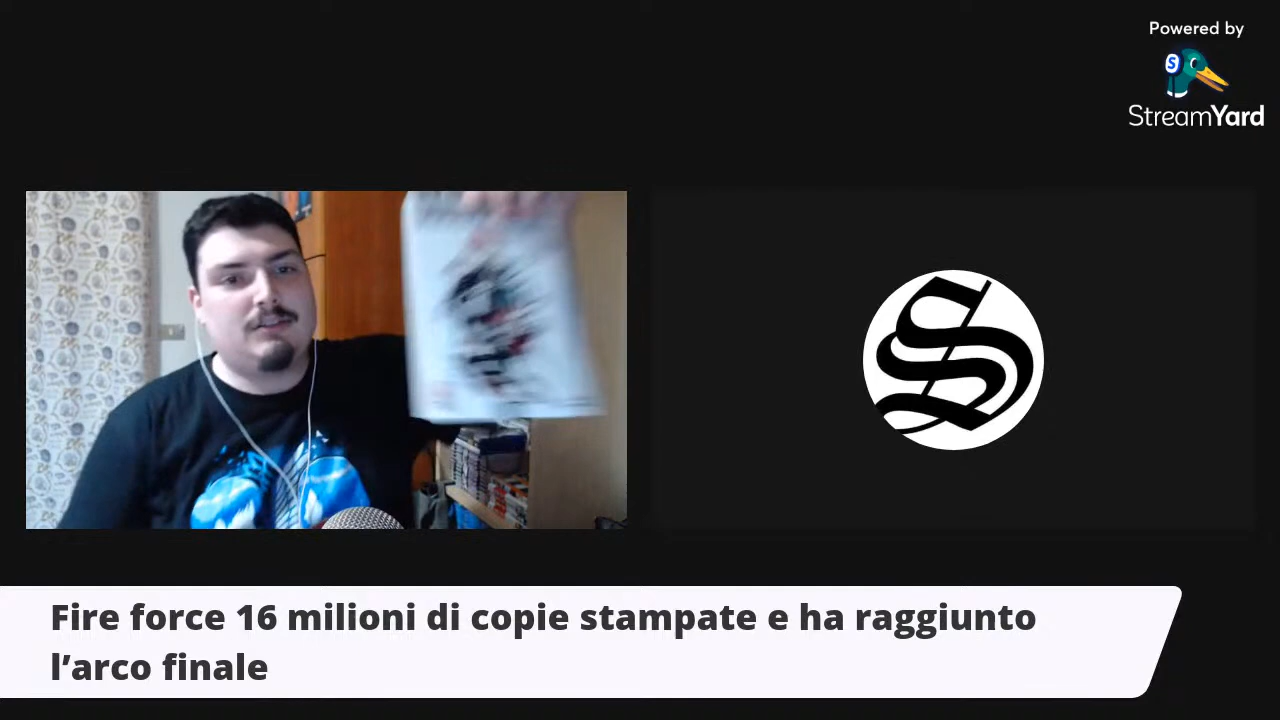 Powered by
StreamYard
S
Fire force 16 milioni di copie stampate e ha raggiunto
l’arco finale